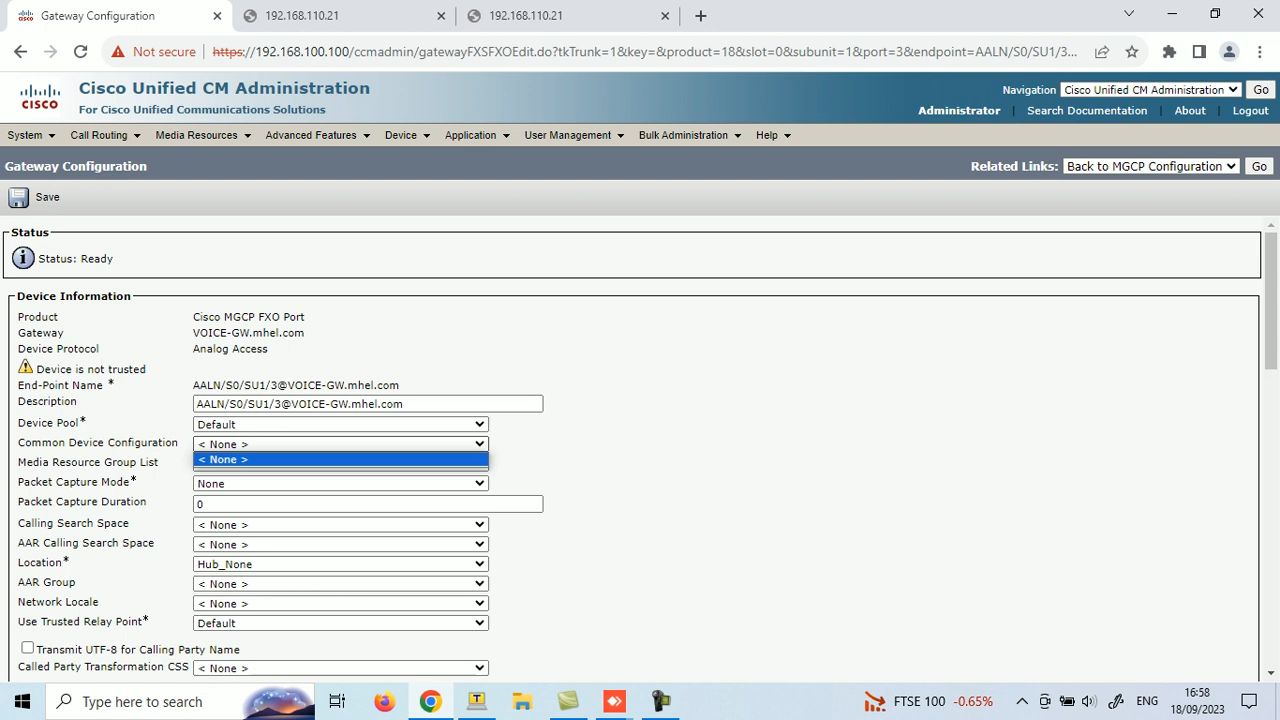 Gateway Configuration
192.168.110.21
192.168.110.21
Not secure
https://192.168.100.100/ccmadmin/gatewayFXSFXOEdit.do?tkTrunk=1&key=&product=18&slot=0&subunit=1&port=3&endpoint=AALN/S0/SU1/3...
CISCO
Cisco Unified CM Administration
For Cisco Unified Communications Solutions
Navigation Cisco Unified CM Administration Go
Administrator | Search Documentation | About | Logout
System Call Routing Media Resources Advanced Features Device Application User Management Bulk Administration Help
Gateway Configuration
Related Links: Back to MGCP Configuration Go
Save
Status
Status: Ready
Device Information
Product Cisco MGCP FXO Port
Gateway VOICE-GW.mhel.com
Device Protocol Analog Access
Device is not trusted
End-Point Name * AALN/S0/SU1/3@VOICE-GW.mhel.com
Description AALN/S0/SU1/3@VOICE-GW.mhel.com
Device Pool* Default
Common Device Configuration < None >
< None >
Media Resource Group List
Packet Capture Mode* None
Packet Capture Duration 0
Calling Search Space < None >
AAR Calling Search Space < None >
Location* Hub_None
AAR Group < None >
Network Locale < None >
Use Trusted Relay Point* Default
Transmit UTF-8 for Calling Party Name
Called Party Transformation CSS < None >
Type here to search
FTSE 100 -0.65%
ENG
16:58
18/09/2023